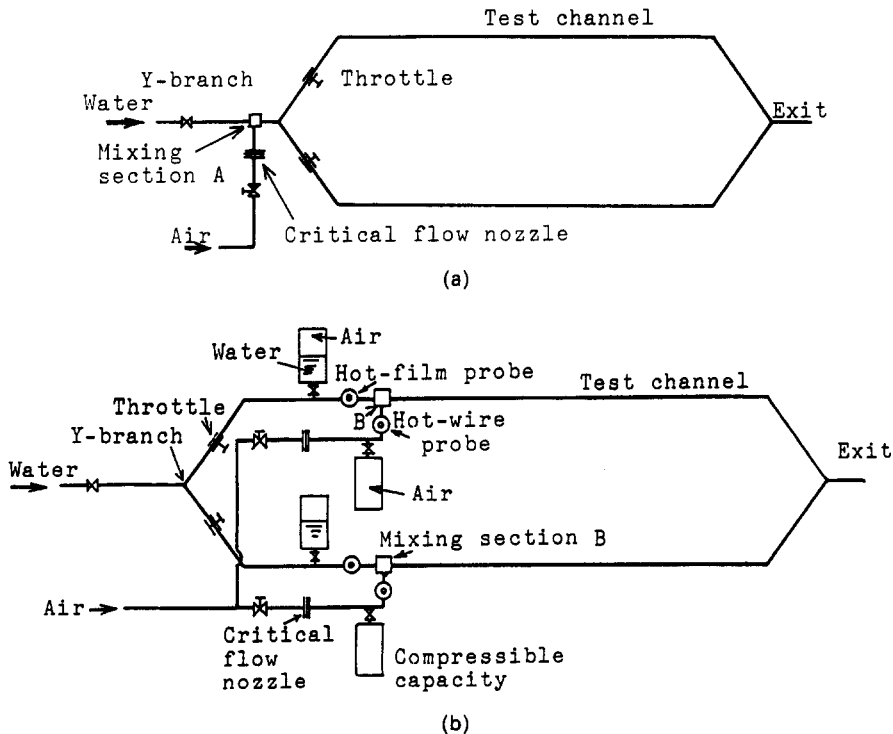 Test channel
Y-branch
Throttle
Water
Exit
Mixing
section A
Air
Critical flow nozzle
(a)
Air
Water
Hot-film probe
Test channel
Throttle
B
Hot-wire
probe
Y-branch
Water
Exit
Air
Mixing section B
Air
Critical
flow
nozzle
Compressible
capacity
(b)